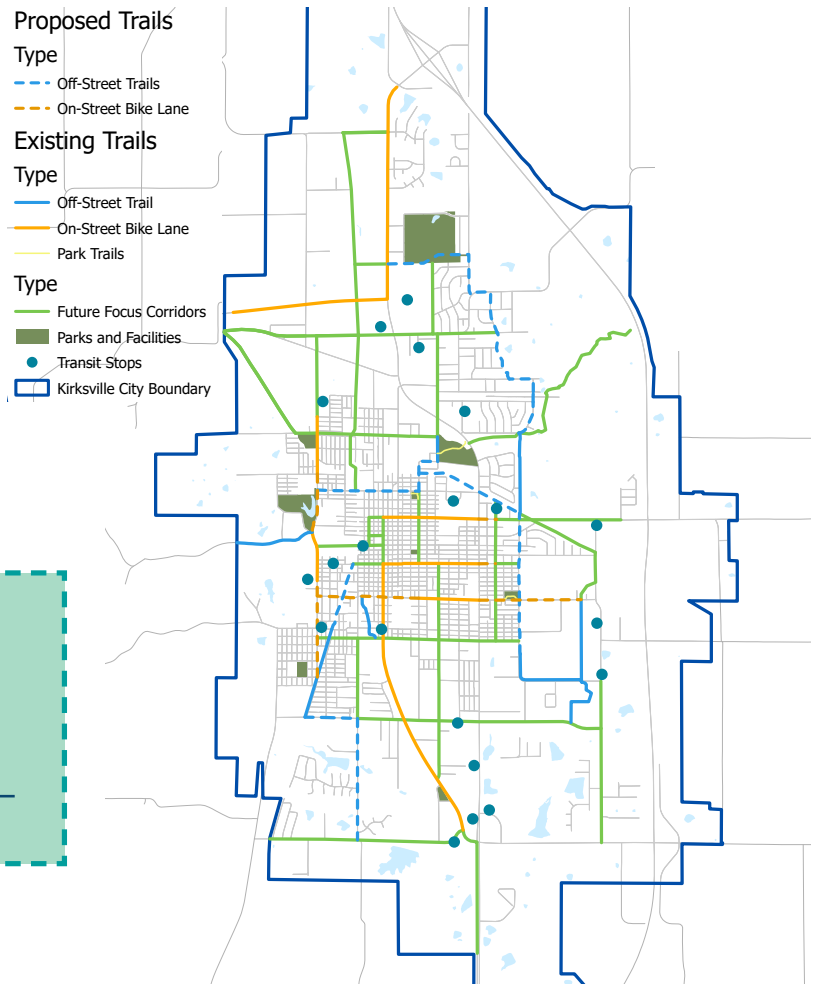 Proposed Trails
Type
Off-Street Trails
On-Street Bike Lane
Existing Trails
Type
Off-Street Trail
On-Street Bike Lane
Park Trails
Type
Future Focus Corridors
Parks and Facilities
Transit Stops
Kirksville City Boundary